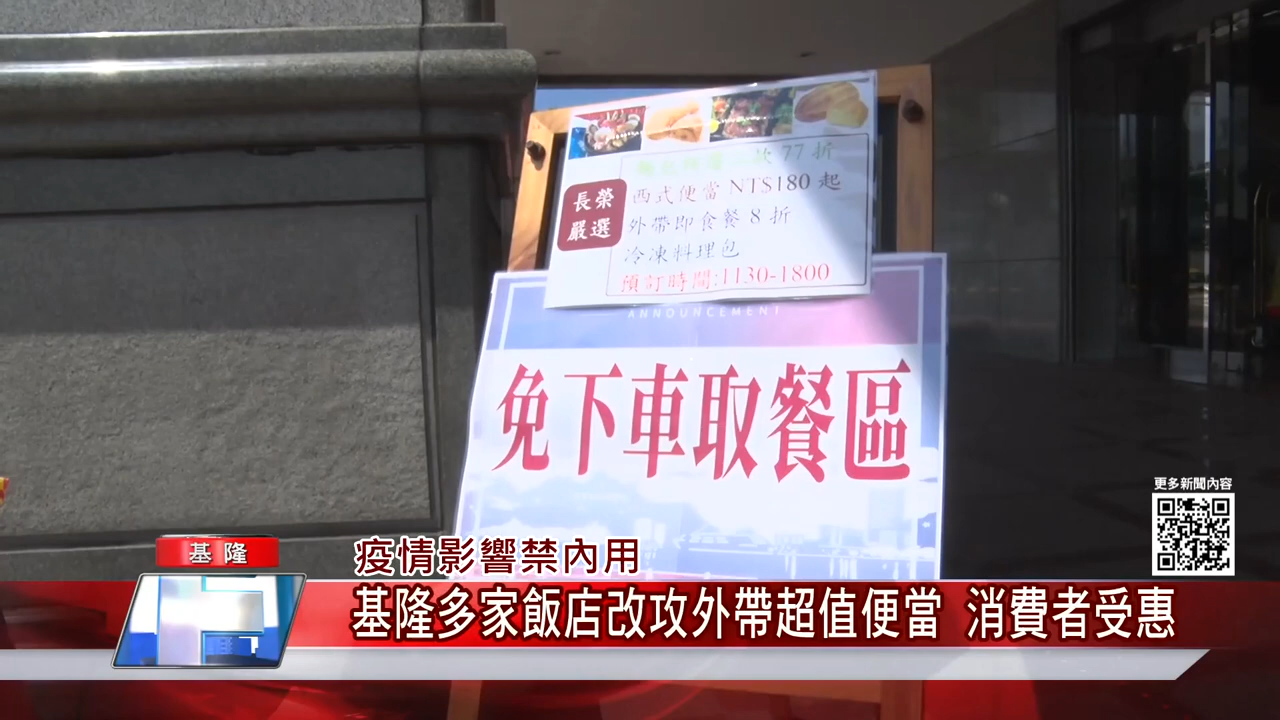 77折
長榮
嚴選
西式便當 NT$180 起
外帶即食餐 8 折
冷凍料理包
預訂時間:1130-1800
ANNOUNCEMENT
免下車取餐區
更多新聞內容
基隆
疫情影響禁內用
基隆多家飯店改攻外帶超值便當 消費者受惠